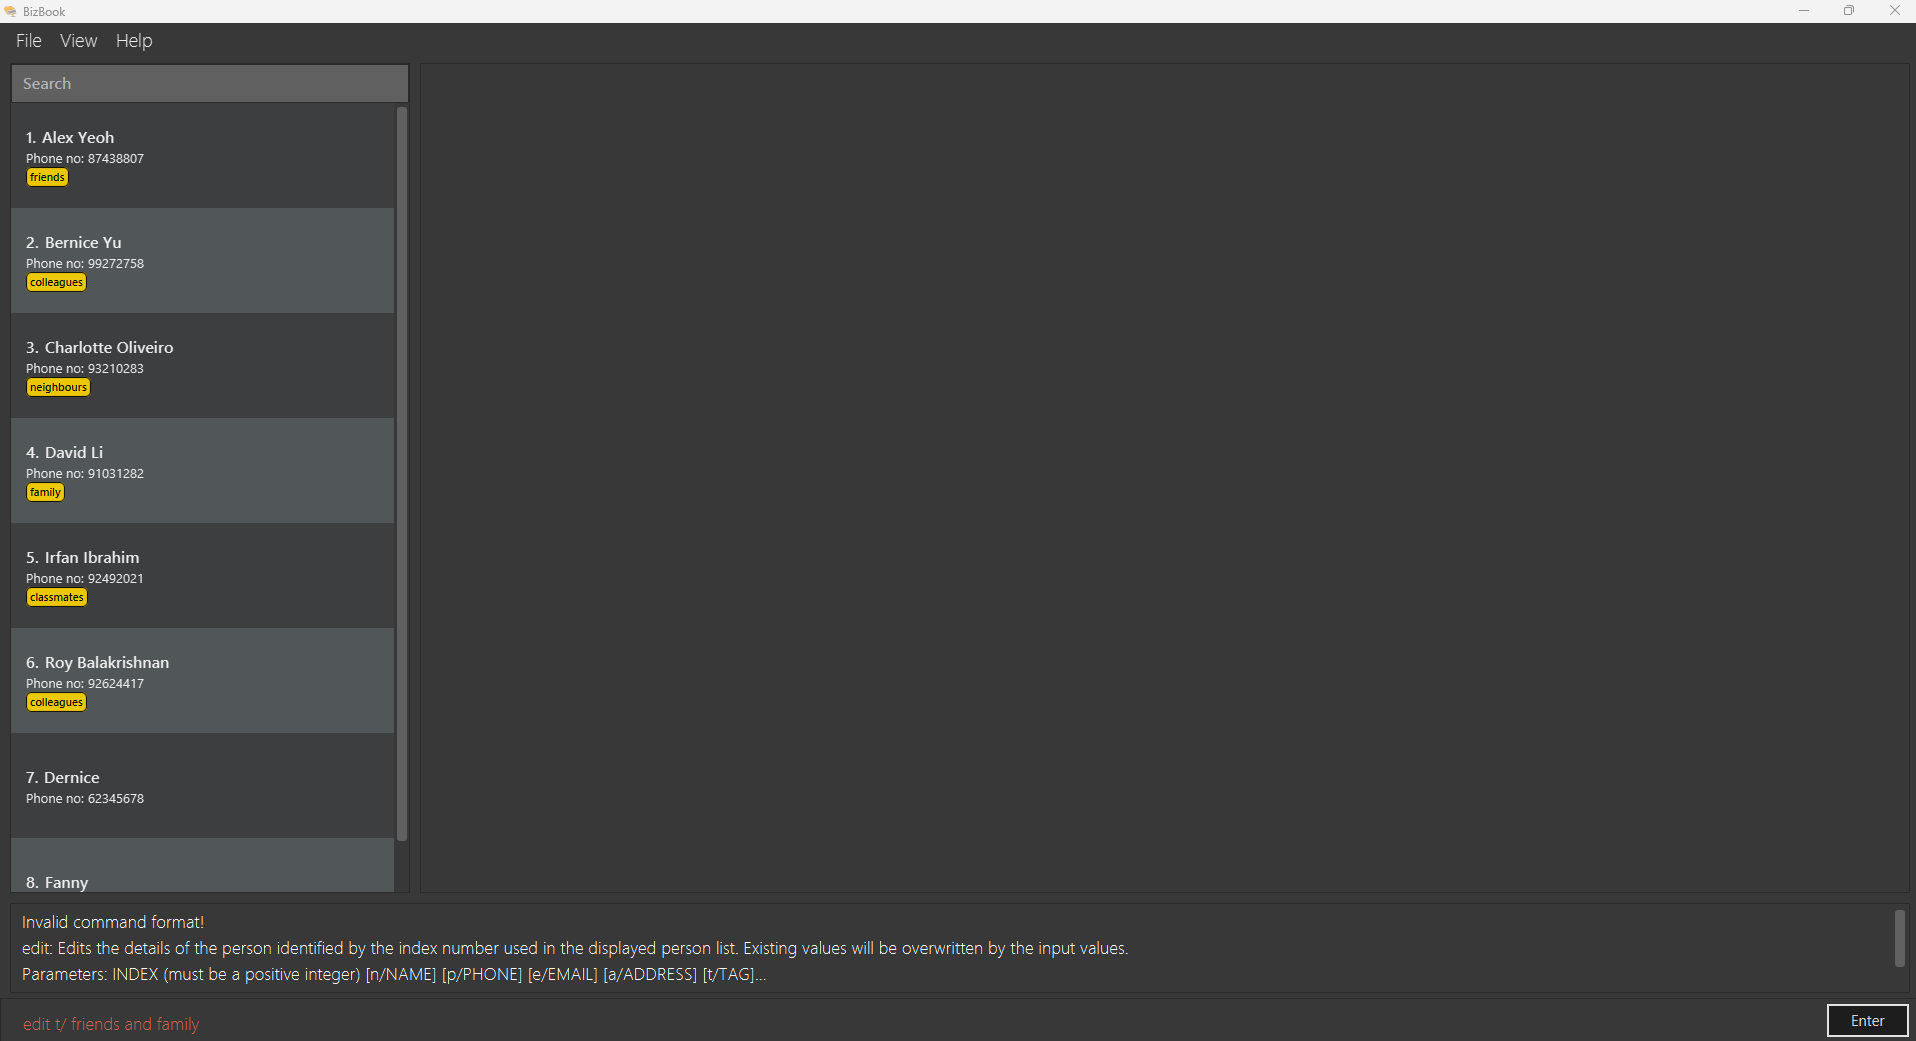 BizBook
File View Help
Search
1. Alex Yeoh
Phone no: 87438807
friends
2. Bernice Yu
Phone no: 99272758
colleagues
3. Charlotte Oliveiro
Phone no: 93210283
neighbours
4. David Li
Phone no: 91031282
family
5. Irfan Ibrahim
Phone no: 92492021
classmates
6. Roy Balakrishnan
Phone no: 92624417
colleagues
7. Dernice
Phone no: 62345678
8. Fanny
Invalid command format!
edit: Edits the details of the person identified by the index number used in the displayed person list. Existing values will be overwritten by the input values.
Parameters: INDEX (must be a positive integer) [n/NAME] [p/PHONE] [e/EMAIL] [a/ADDRESS] [t/TAG]...
edit t/ friends and family
Enter